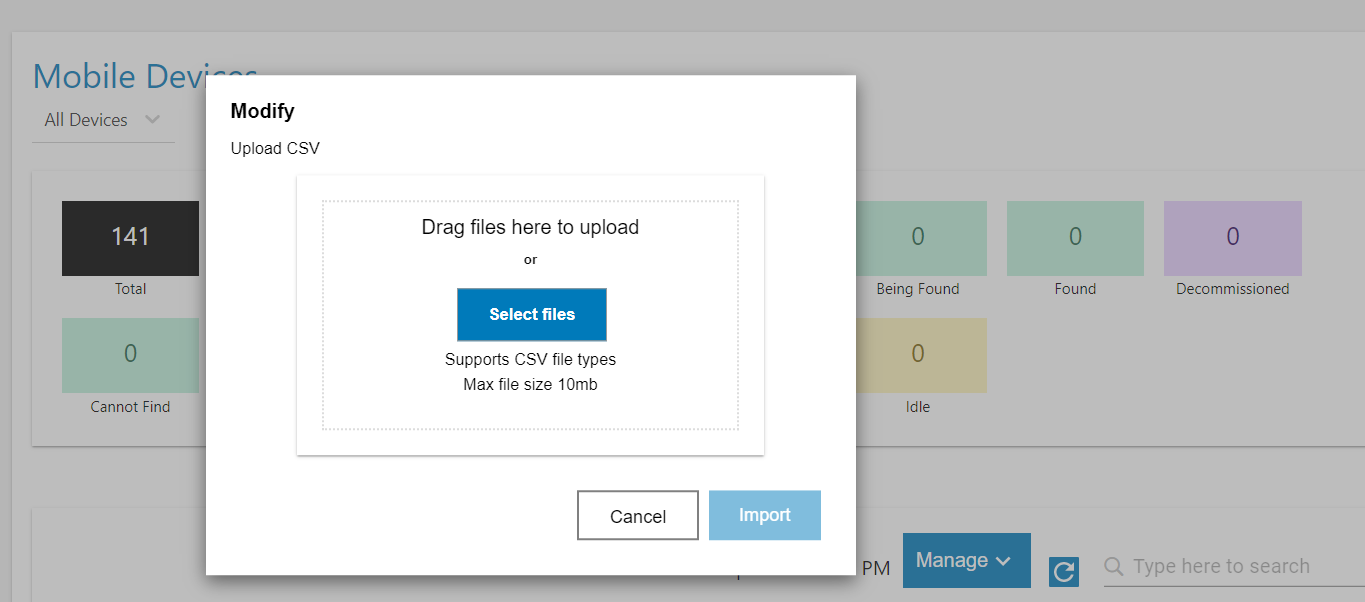 Mobile Devices
All Devices
Modify
Upload CSV
Drag files here to upload
or
Select files
Supports CSV file types
Max file size 10mb
Cancel
Import
141
Total
0
Being Found
0
Found
0
Decommissioned
0
Cannot Find
0
Idle
PM
Manage
Type here to search